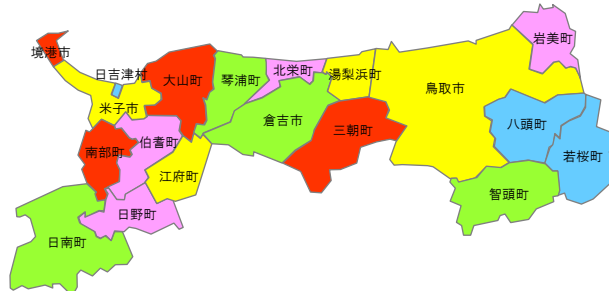 岩美町
境港市
日吉津村
大山町
琴浦町
北栄町
湯梨浜町
鳥取市
米子市
倉吉市
三朝町
八頭町
南部町
伯耆町
若桜町
江府町
智頭町
日野町
日南町